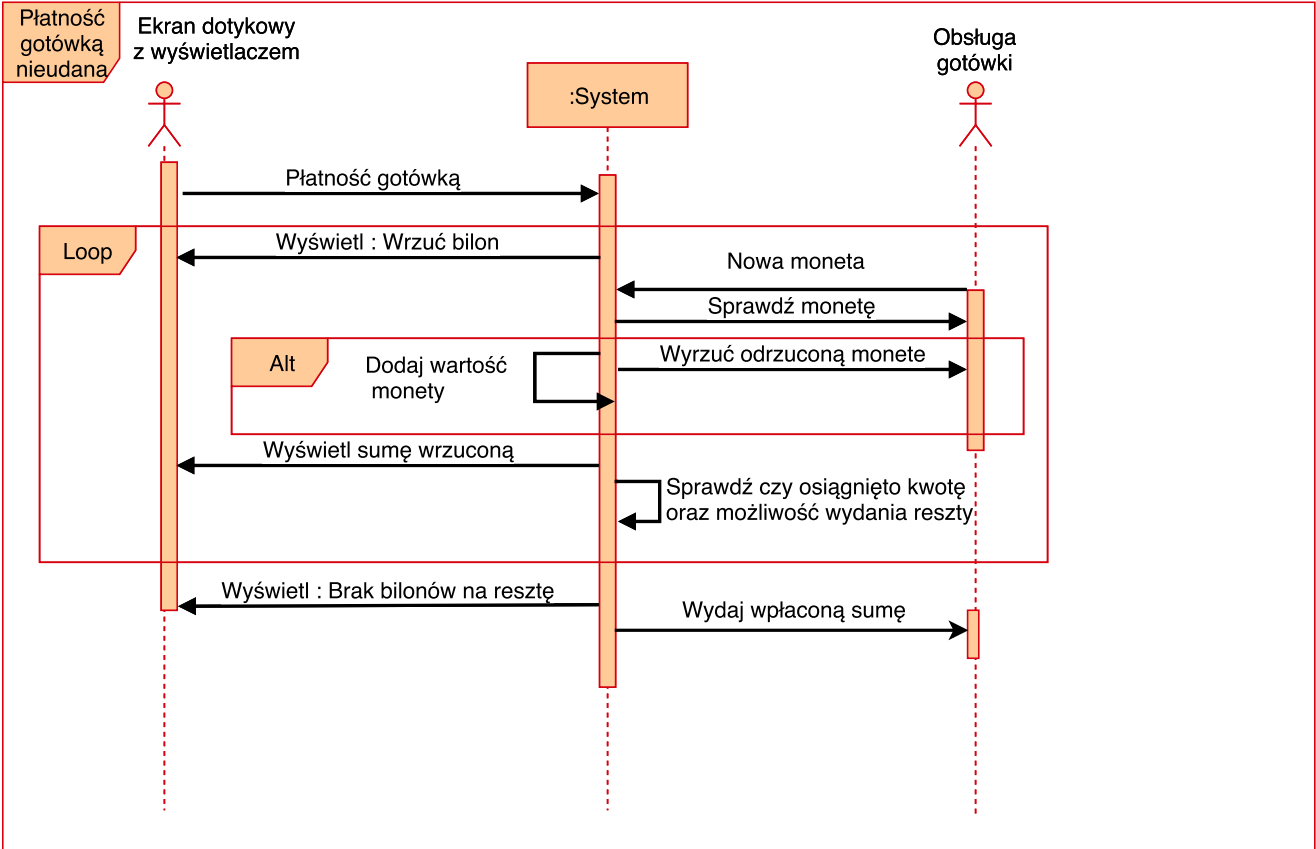 Płatność
gotówką
nieudana
Ekran dotykowy
z wyświetlaczem
:System
Obsługa
gotówki
Płatność gotówką
Loop
Wyświetl : Wrzuć bilon
Nowa moneta
Sprawdź monetę
Alt
Dodaj wartość
monety
Wyrzuć odrzuconą monete
Wyświetl sumę wrzuconą
Sprawdź czy osiągnięto kwotę
oraz możliwość wydania reszty
Wyświetl : Brak bilonów na resztę
Wydaj wpłaconą sumę